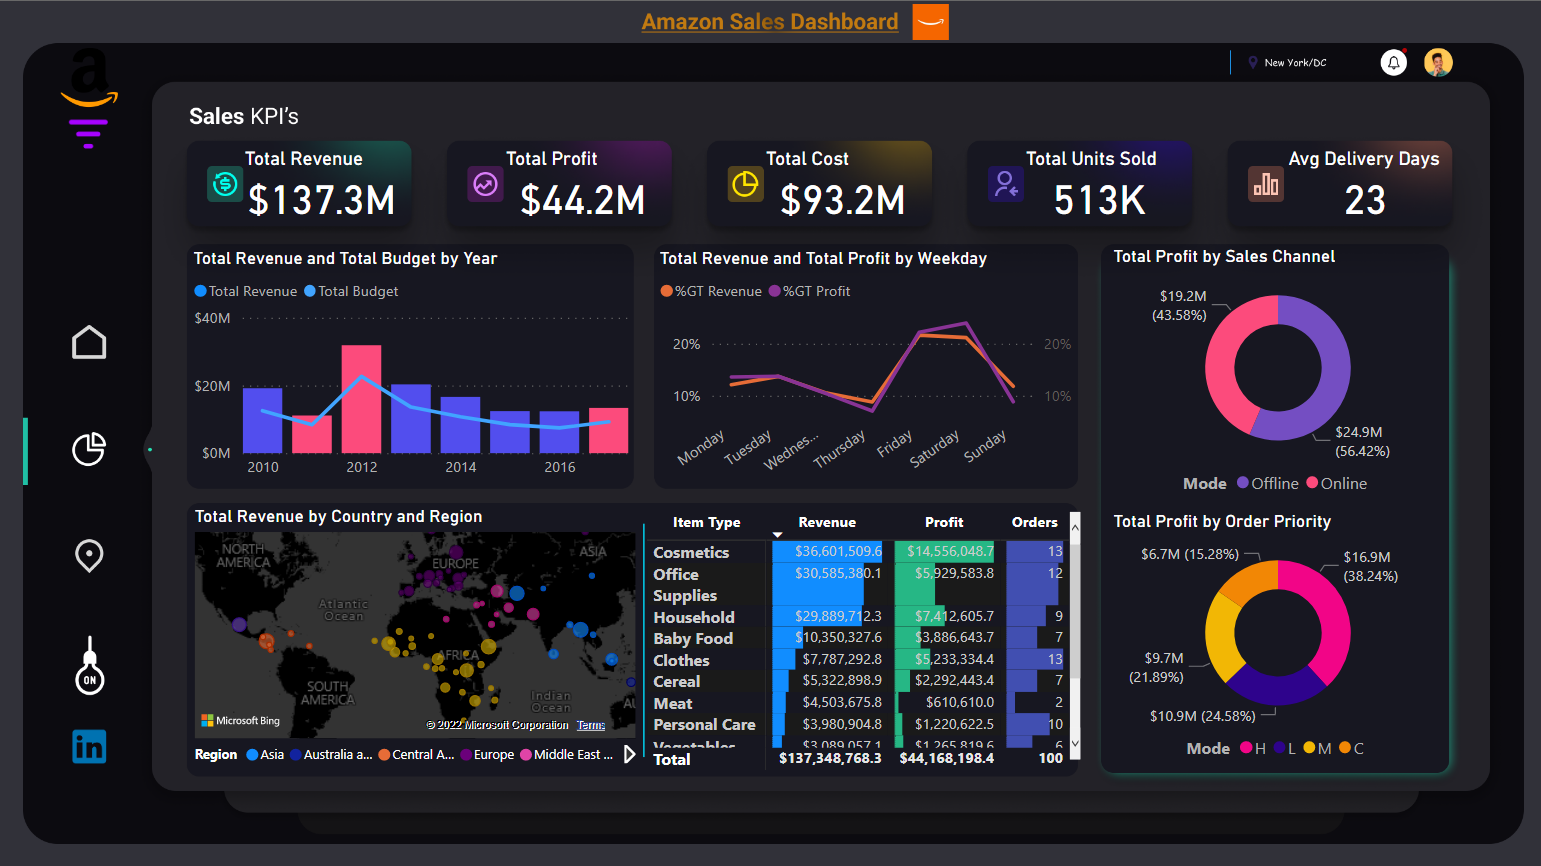 Amazon Sales Dashboard
New York/DC
Sales KPI's
Total Revenue
$137.3M
Total Profit
$44.2M
Total Cost
$93.2M
Total Units Sold
513K
Avg Delivery Days
23
Total Revenue and Total Budget by Year
Total Revenue Total Budget
$40M
$20M
$0M
2010 2012 2014 2016
Total Revenue and Total Profit by Weekday
%GT Revenue %GT Profit
20% 20%
10% 10%
Monday Tuesday Wednes... Thursday Friday Saturday Sunday
Total Profit by Sales Channel
$19.2M
(43.58%)
$24.9M
(56.42%)
Mode Offline Online
Total Profit by Order Priority
$6.7M (15.28%)
$16.9M
(38.24%)
$9.7M
(21.89%)
$10.9M (24.58%)
Mode H L M C
Total Revenue by Country and Region
NORTH
AMERICA
EUROPE
ASIA
Atlantic
Ocean
AFRICA
SOUTH
AMERICA
Indian
Ocean
AU
Microsoft Bing
© 2022 Microsoft Corporation Terms
Region Asia Australia a... Central A... Europe Middle East ...
Item Type Revenue Profit Orders
Cosmetics $36,601,509.6 $14,556,048.7 13
Office $30,585,380.1 $5,929,583.8 12
Supplies
Household $29,889,712.3 $7,412,605.7 9
Baby Food $10,350,327.6 $3,886,643.7 7
Clothes $7,787,292.8 $5,233,334.4 13
Cereal $5,322,898.9 $2,292,443.4 7
Meat $4,503,675.8 $610,610.0 2
Personal Care $3,980,904.8 $1,220,622.5 10
Vegetables $3,089,057.1 $1,265,819.6 6
Total $137,348,768.3 $44,168,198.4 100
a
ON
in